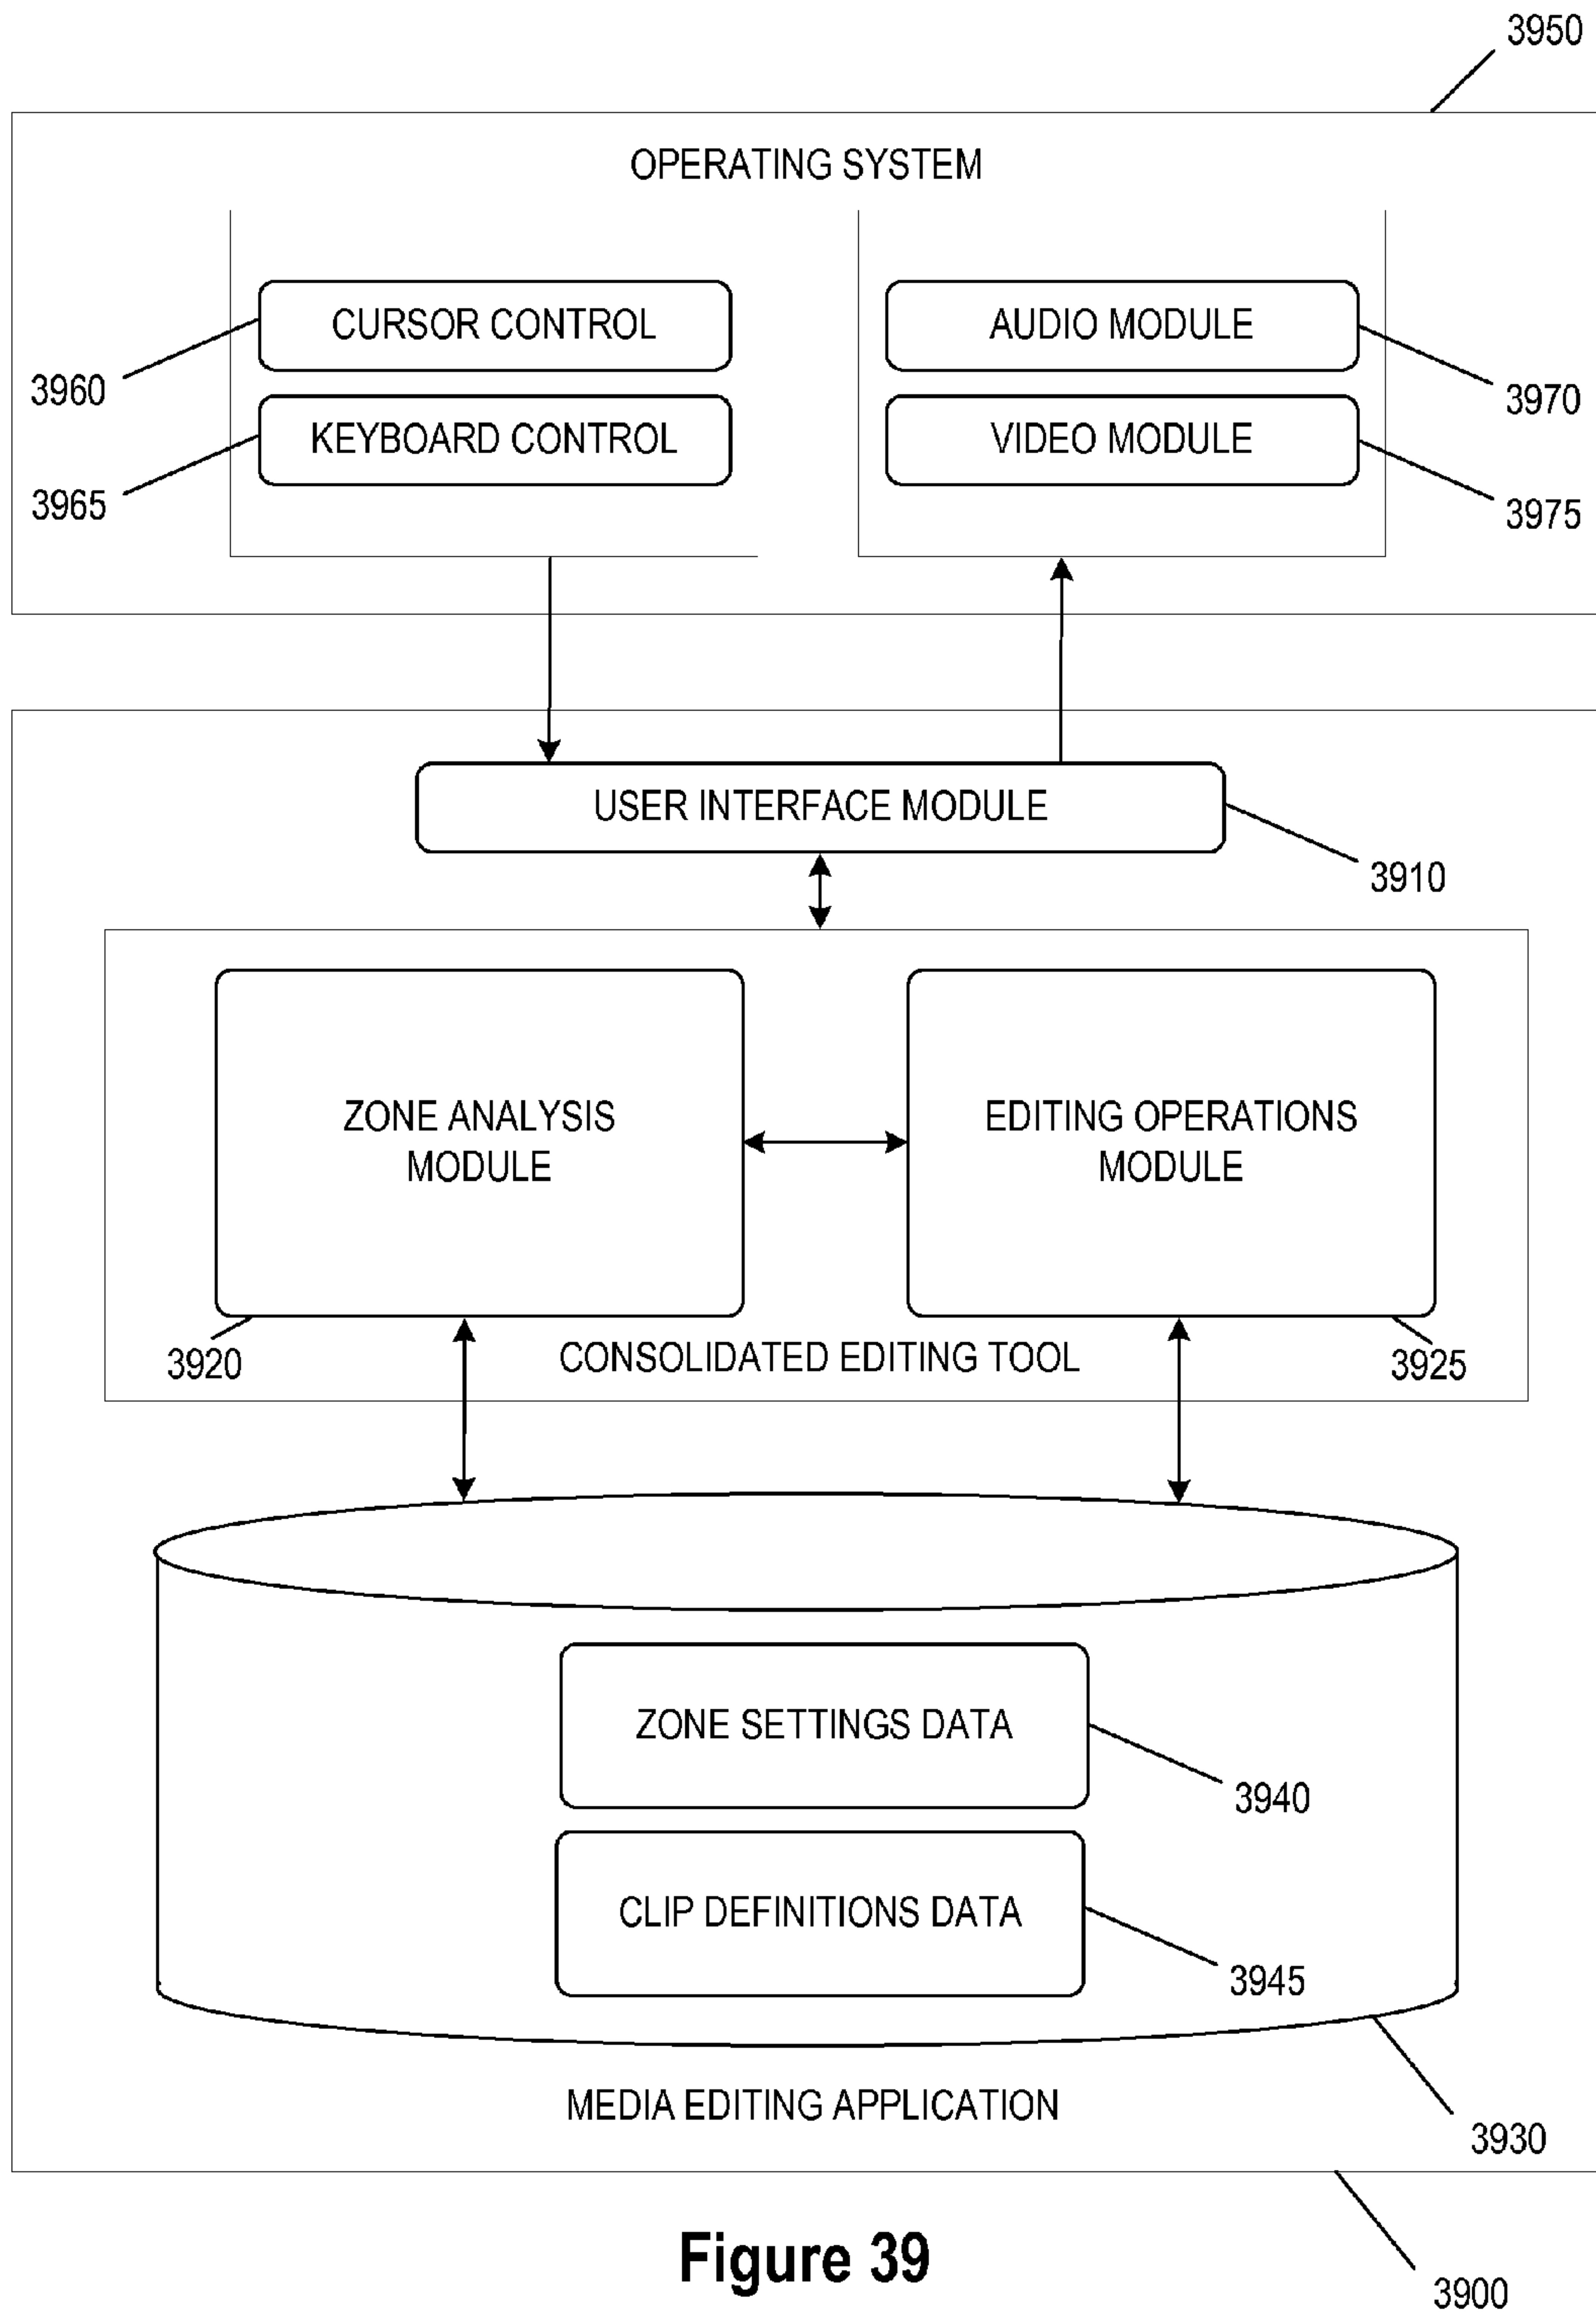 3950
OPERATING SYSTEM
CURSOR CONTROL
AUDIO MODULE
3960
3970
KEYBOARD CONTROL
VIDEO MODULE
3965
3975
USER INTERFACE MODULE
3910
ZONE ANALYSIS
MODULE
EDITING OPERATIONS
MODULE
3920
CONSOLIDATED EDITING TOOL
3925
ZONE SETTINGS DATA
3940
CLIP DEFINITIONS DATA
3945
MEDIA EDITING APPLICATION
3930
Figure 39
3900